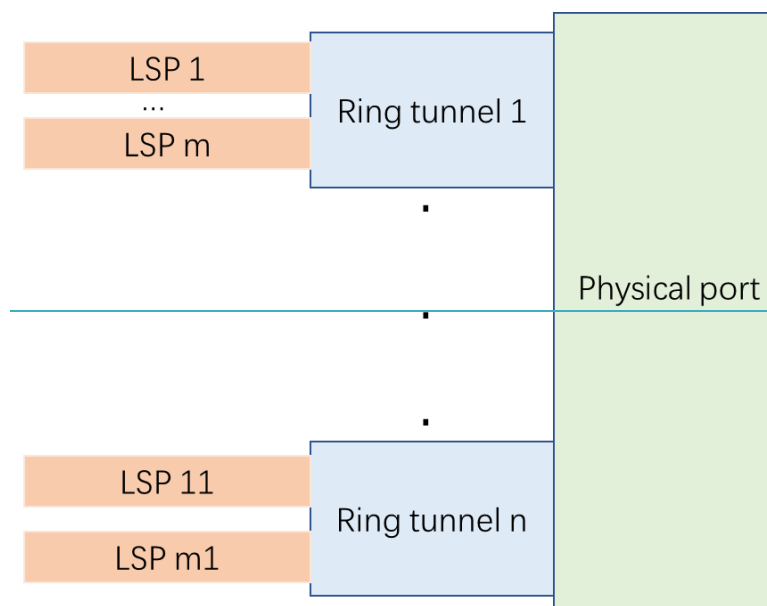 LSP 1
...
LSP m
Ring tunnel 1
.
Physical port
.
.
LSP 11
Ring tunnel n
LSP m1